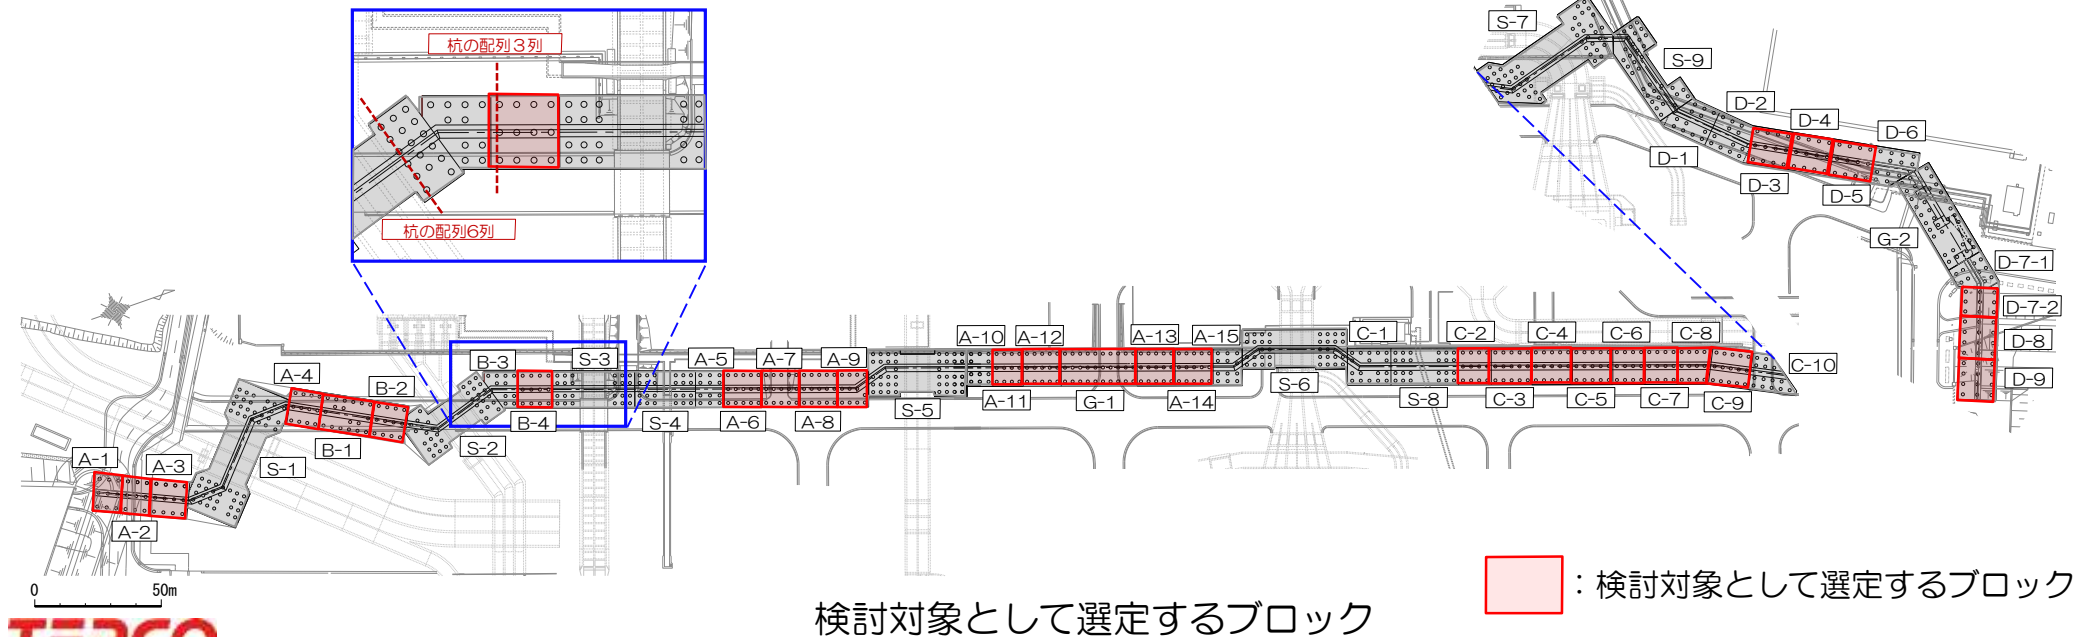 杭の配列3列
杭の配列6列
S-7
S-9
D-2
D-4
D-6
D-1
D-3
D-5
G-2
D-7-1
D-7-2
D-8
D-9
A-4
B-2
B-3
S-3
A-5
A-7
A-9
A-10
A-12
A-13
A-15
C-1
C-2
C-4
C-6
C-8
C-10
A-1
A-3
S-1
B-1
S-2
B-4
S-4
A-6
A-8
S-5
A-11
G-1
A-14
S-6
S-8
C-3
C-5
C-7
C-9
A-2
0 50m
TEPCO
検討対象として選定するブロック
:検討対象として選定するブロック